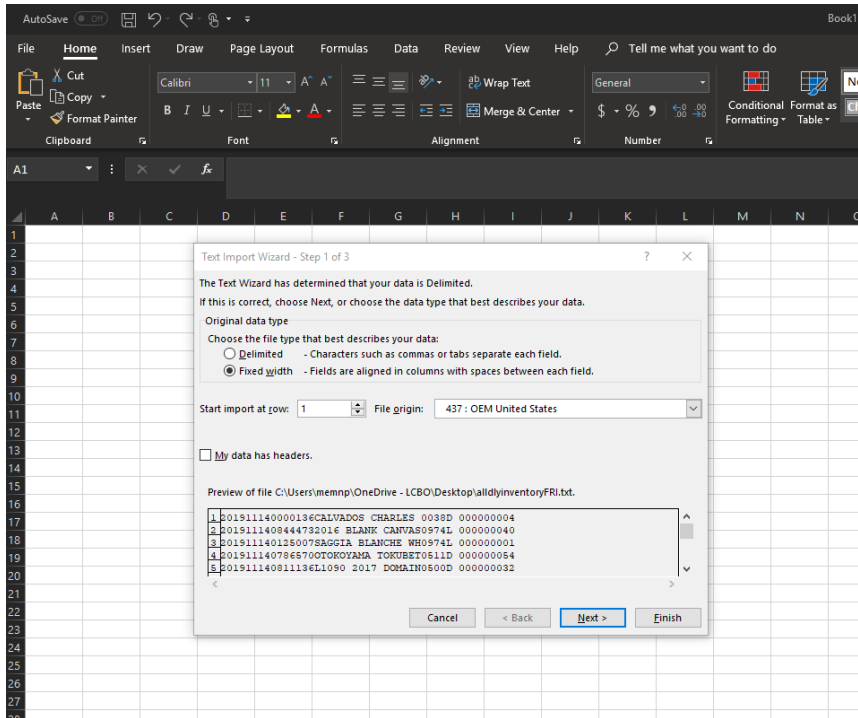 AutoSave Off Book1
File Home Insert Draw Page Layout Formulas Data Review View Help Tell me what you want to do
Cut
Copy
Format Painter
Paste
Calibri 11 A^ A˅ Wrap Text General
B I U A Merge & Center $ % 9 .00 .00 Conditional Formatting Format as Table
Clipboard Font Alignment Number
A1 fx
A B C D E F G H I J K L M N
1
2
3
4
5
6
7
8
9
10
11
12
13
14
15
16
17
18
19
20
21
22
23
24
25
26
27
28
Text Import Wizard - Step 1 of 3 ?
The Text Wizard has determined that your data is Delimited.
If this is correct, choose Next, or choose the data type that best describes your data.
Original data type
Choose the file type that best describes your data:
Delimited - Characters such as commas or tabs separate each field.
Fixed width - Fields are aligned in columns with spaces between each field.
Start import at row: 1 File origin: 437 : OEM United States
My data has headers.
Preview of file C:\Users\memnp\OneDrive - LCBO\Desktop\alldlyinventoryFRI.txt.
1 201911140000136CALVADOS CHARLES 0038D 000000004
2 2019111408444732016 BLANK CANVAS0974L 000000040
3 201911140125007SAGGIA BLANCHE WH0974L 000000001
4 201911140786570OTOKOYAMA TOKUBET0511D 000000054
5 201911140811136L1090 2017 DOMAIN0500D 000000032
Cancel < Back Next > Finish